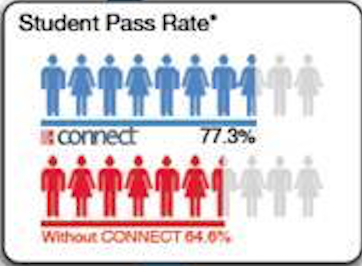 Student Pass Rate*
connect 77.3%
Without CONNECT 64.6%